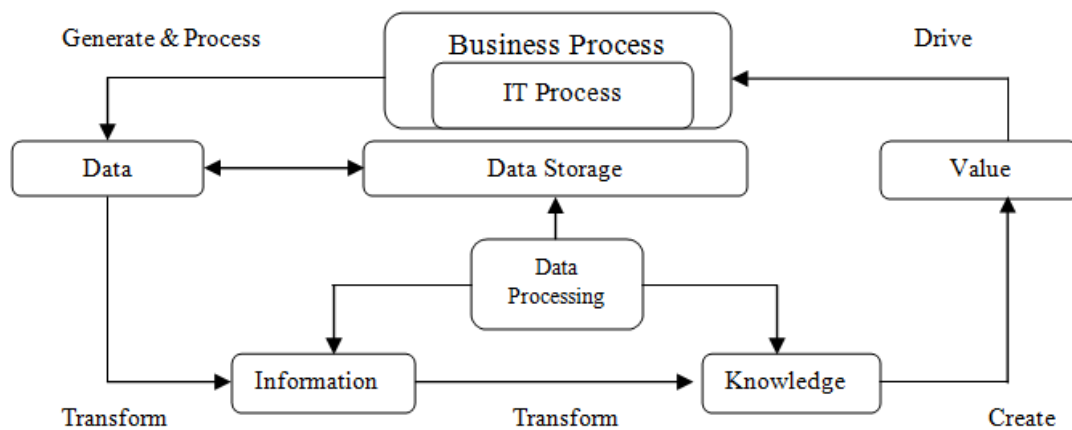 Generate & Process
Business Process
Drive
IT Process
Data
Data Storage
Value
Data
Processing
Information
Knowledge
Transform
Transform
Create